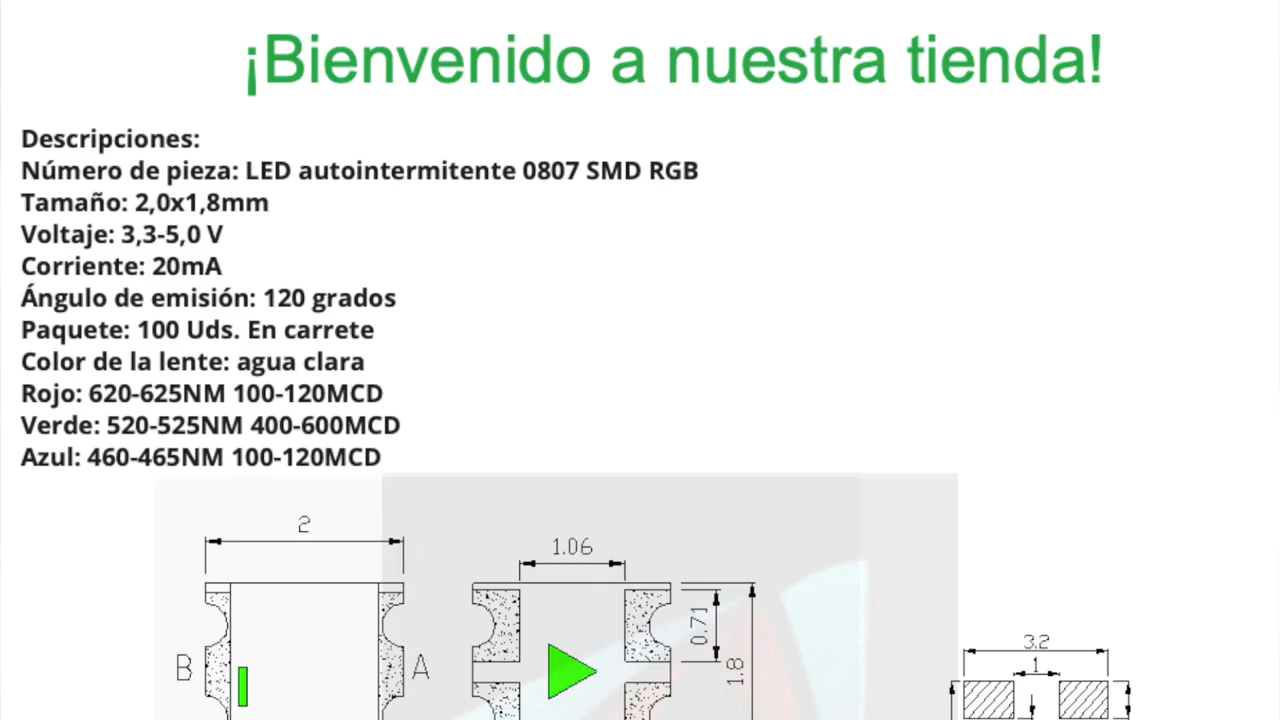 ¡Bienvenido a nuestra tienda!
Descripciones:
Número de pieza: LED autointermitente 0807 SMD RGB
Tamaño: 2,0x1,8mm
Voltaje: 3,3-5,0 V
Corriente: 20mA
Ángulo de emisión: 120 grados
Paquete: 100 Uds. En carrete
Color de la lente: agua clara
Rojo: 620-625NM 100-120MCD
Verde: 520-525NM 400-600MCD
Azul: 460-465NM 100-120MCD
2
1.06
0.71
1.8
B
A
3.2
1